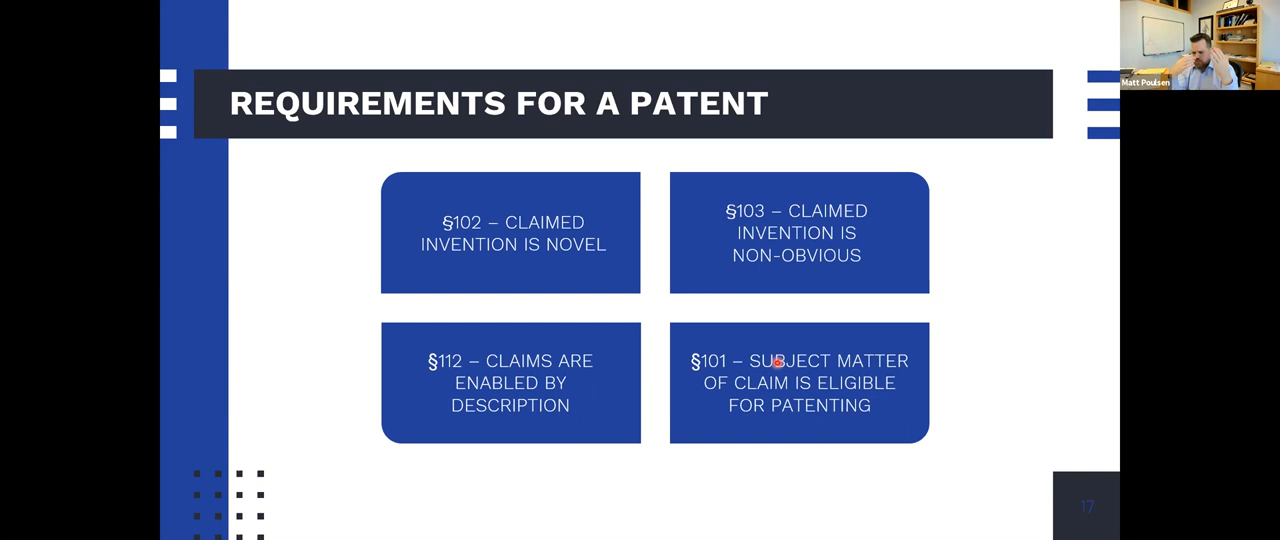 Matt Poulsen
REQUIREMENTS FOR A PATENT
§102 – CLAIMED
INVENTION IS NOVEL
§103 – CLAIMED
INVENTION IS
NON-OBVIOUS
§112 – CLAIMS ARE
ENABLED BY
DESCRIPTION
§101 – SUBJECT MATTER
OF CLAIM IS ELIGIBLE
FOR PATENTING
17